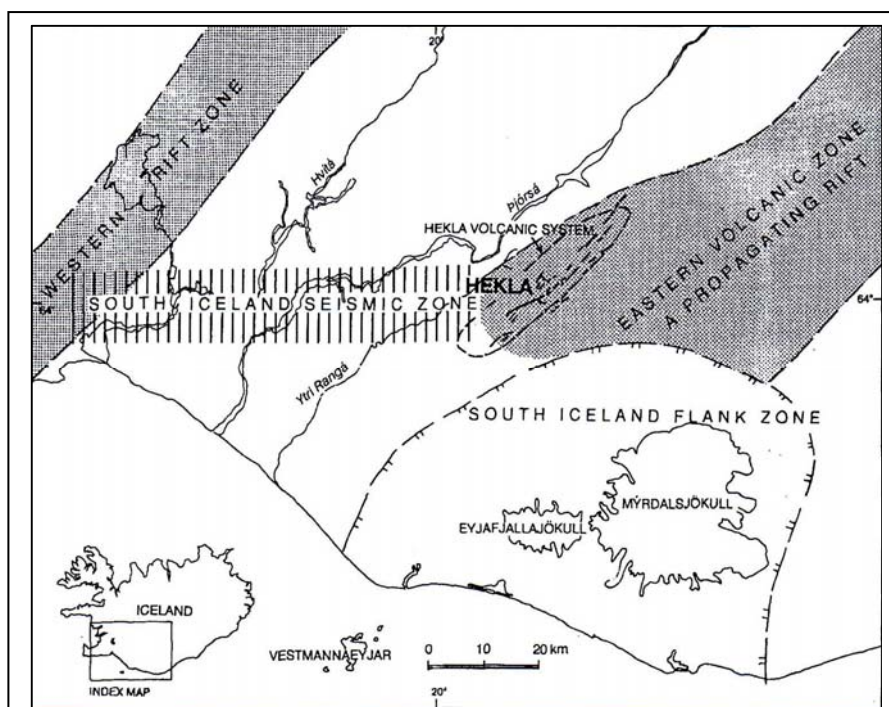 20°
WESTERN RIFT ZONE
Hvítá
Þjórsá
HEKLA VOLCANIC SYSTEM
EASTERN VOLCANIC ZONE
A PROPAGATING RIFT
HEKLA
64°
SOUTH ICELAND SEISMIC ZONE
64°
Ytri Rangá
SOUTH ICELAND FLANK ZONE
MÝRDALSJÖKULL
EYJAFJALLAJÖKULL
ICELAND
VESTMANNAEYJAR
0 10 20 km
INDEX MAP
20°